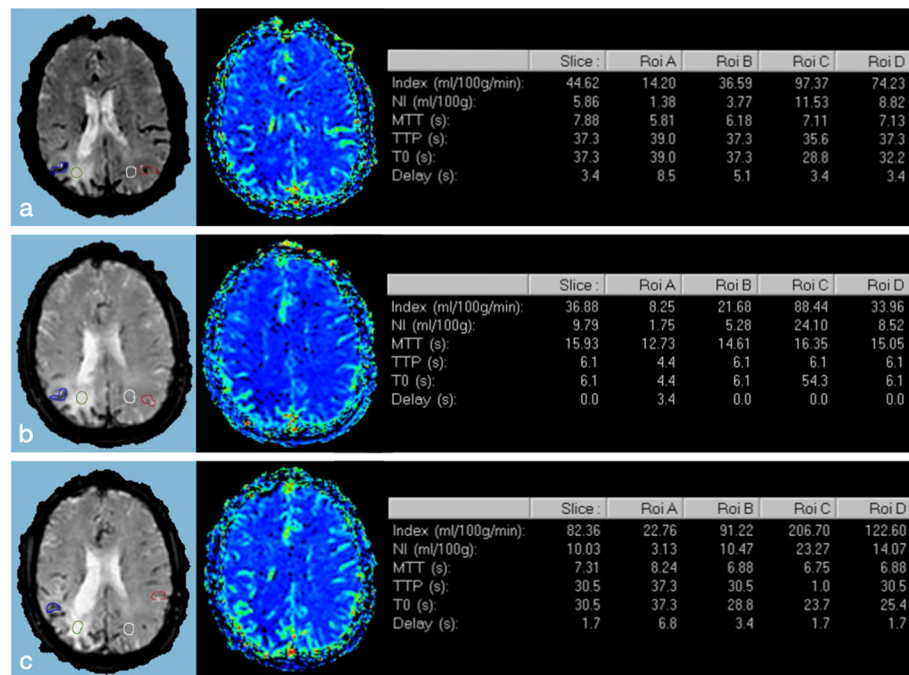 Slice : Roi A Roi B Roi C Roi D
Index (ml/100g/min): 44.62 14.20 36.59 97.37 74.23
NI (ml/100g): 5.86 1.38 3.77 11.53 8.82
MTT (s): 7.88 5.81 6.18 7.11 7.13
TTP (s): 37.3 39.0 37.3 35.6 37.3
T0 (s): 37.3 39.0 37.3 28.8 32.2
Delay (s): 3.4 8.5 5.1 3.4 3.4
a
Slice : Roi A Roi B Roi C Roi D
Index (ml/100g/min): 36.88 8.25 21.68 88.44 33.96
NI (ml/100g): 9.79 1.75 5.28 24.10 8.52
MTT (s): 15.93 12.73 14.61 16.35 15.05
TTP (s): 6.1 4.4 6.1 6.1 6.1
T0 (s): 6.1 4.4 6.1 54.3 6.1
Delay (s): 0.0 3.4 0.0 0.0 0.0
b
Slice : Roi A Roi B Roi C Roi D
Index (ml/100g/min): 82.36 22.76 91.22 206.70 122.60
NI (ml/100g): 10.03 3.13 10.47 23.27 14.07
MTT (s): 7.31 8.24 6.88 6.75 6.88
TTP (s): 30.5 37.3 30.5 1.0 30.5
T0 (s): 30.5 37.3 28.8 23.7 25.4
Delay (s): 1.7 6.8 3.4 1.7 1.7
c